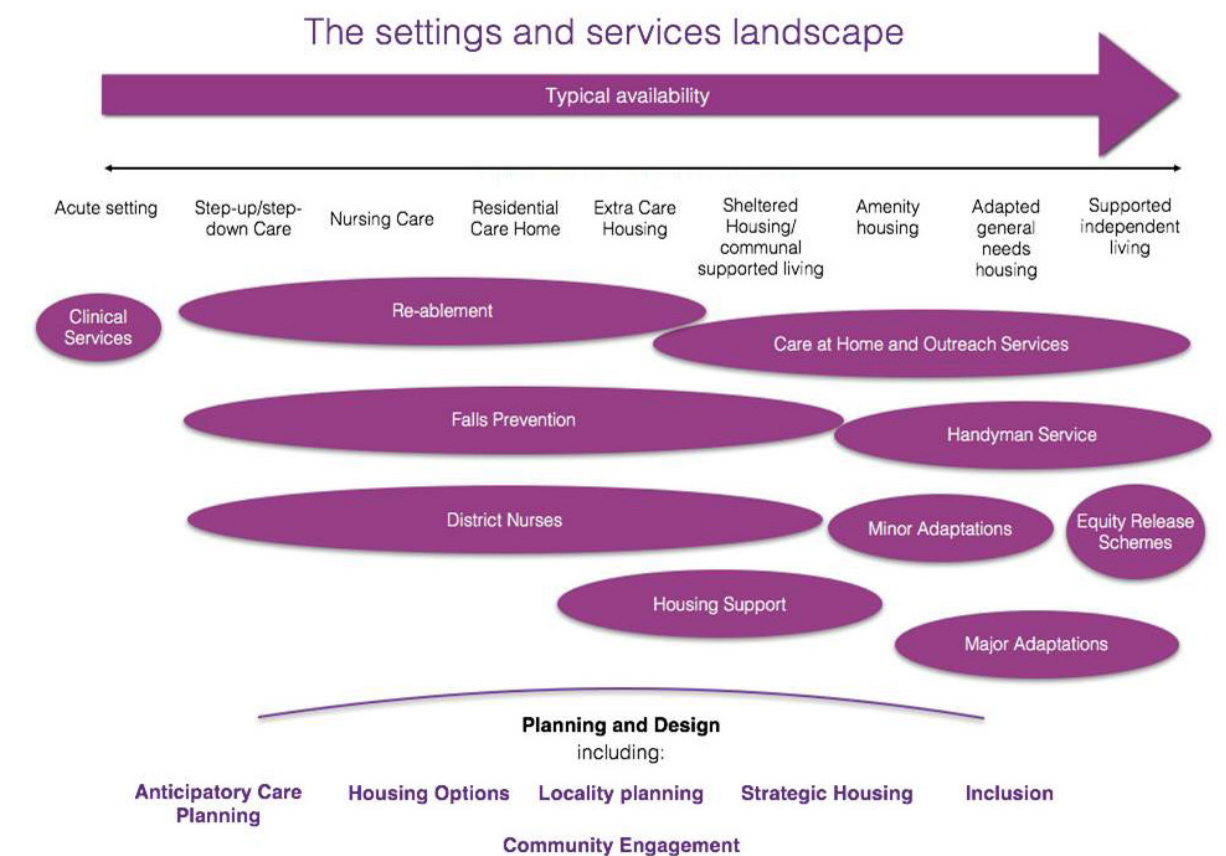 The settings and services landscape
Typical availability
Acute setting
Step-up/step-
down Care
Nursing Care
Residential
Care Home
Extra Care
Housing
Sheltered
Housing/
communal
supported living
Amenity
housing
Adapted
general
needs
housing
Supported
independent
living
Clinical
Services
Re-ablement
Care at Home and Outreach Services
Falls Prevention
Handyman Service
District Nurses
Minor Adaptations
Equity Release
Schemes
Housing Support
Major Adaptations
Planning and Design
including:
Anticipatory Care
Planning
Housing Options
Locality planning
Strategic Housing
Inclusion
Community Engagement